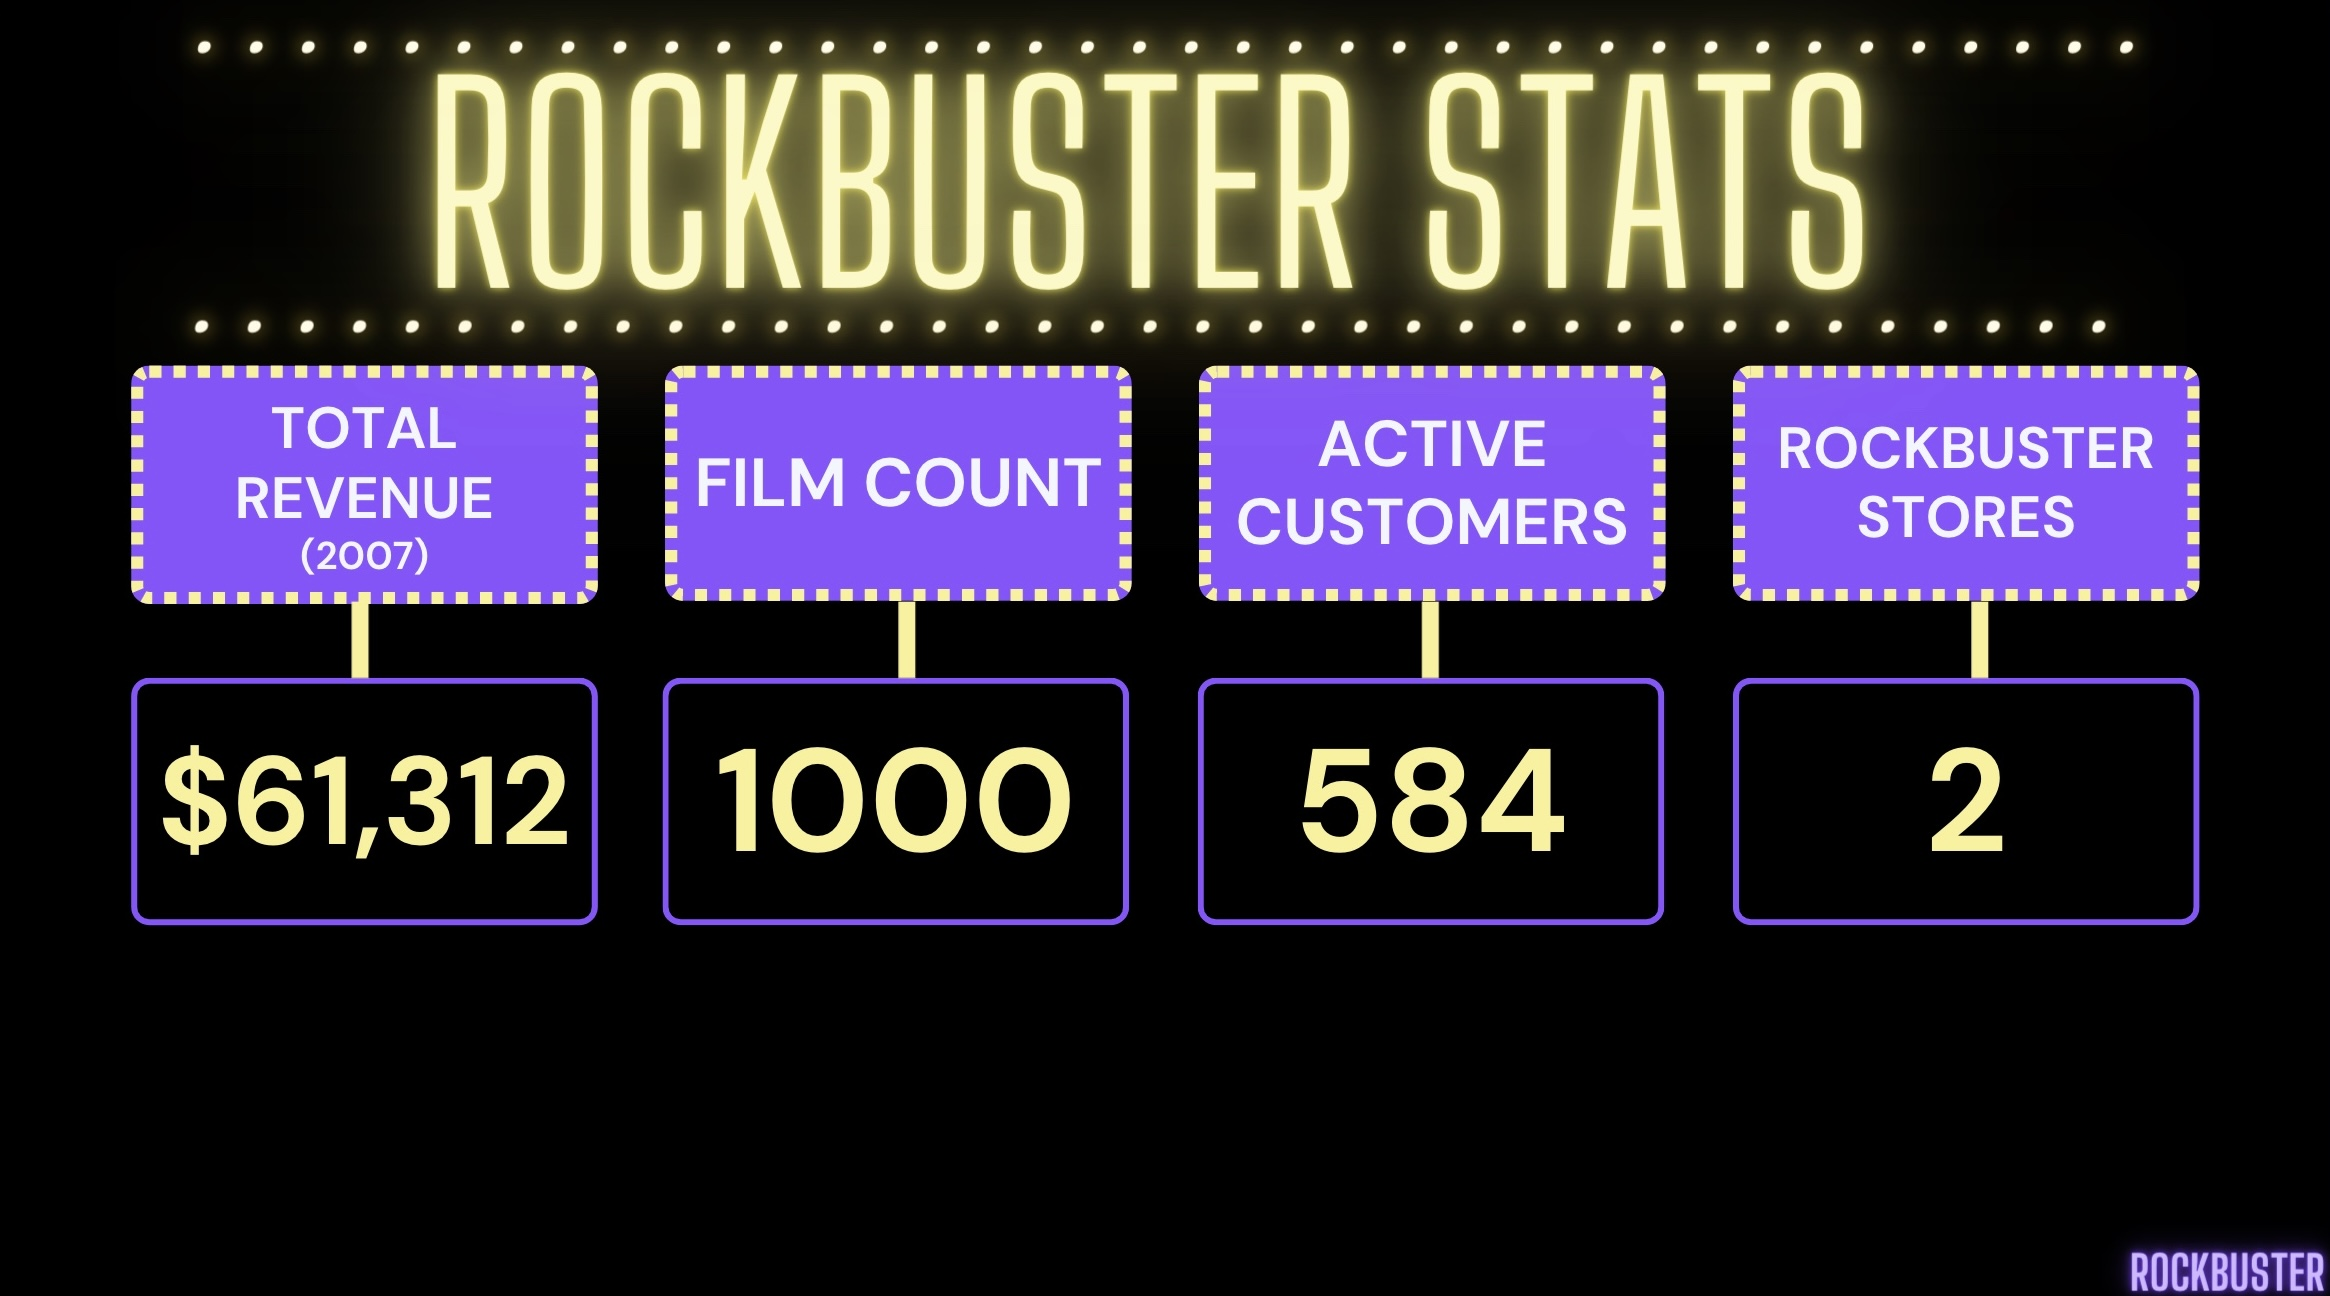 ROCKBUSTER STATS
TOTAL
REVENUE
(2007)
FILM COUNT
ACTIVE
CUSTOMERS
ROCKBUSTER
STORES
$61,312
1000
584
2
ROCKBUSTER